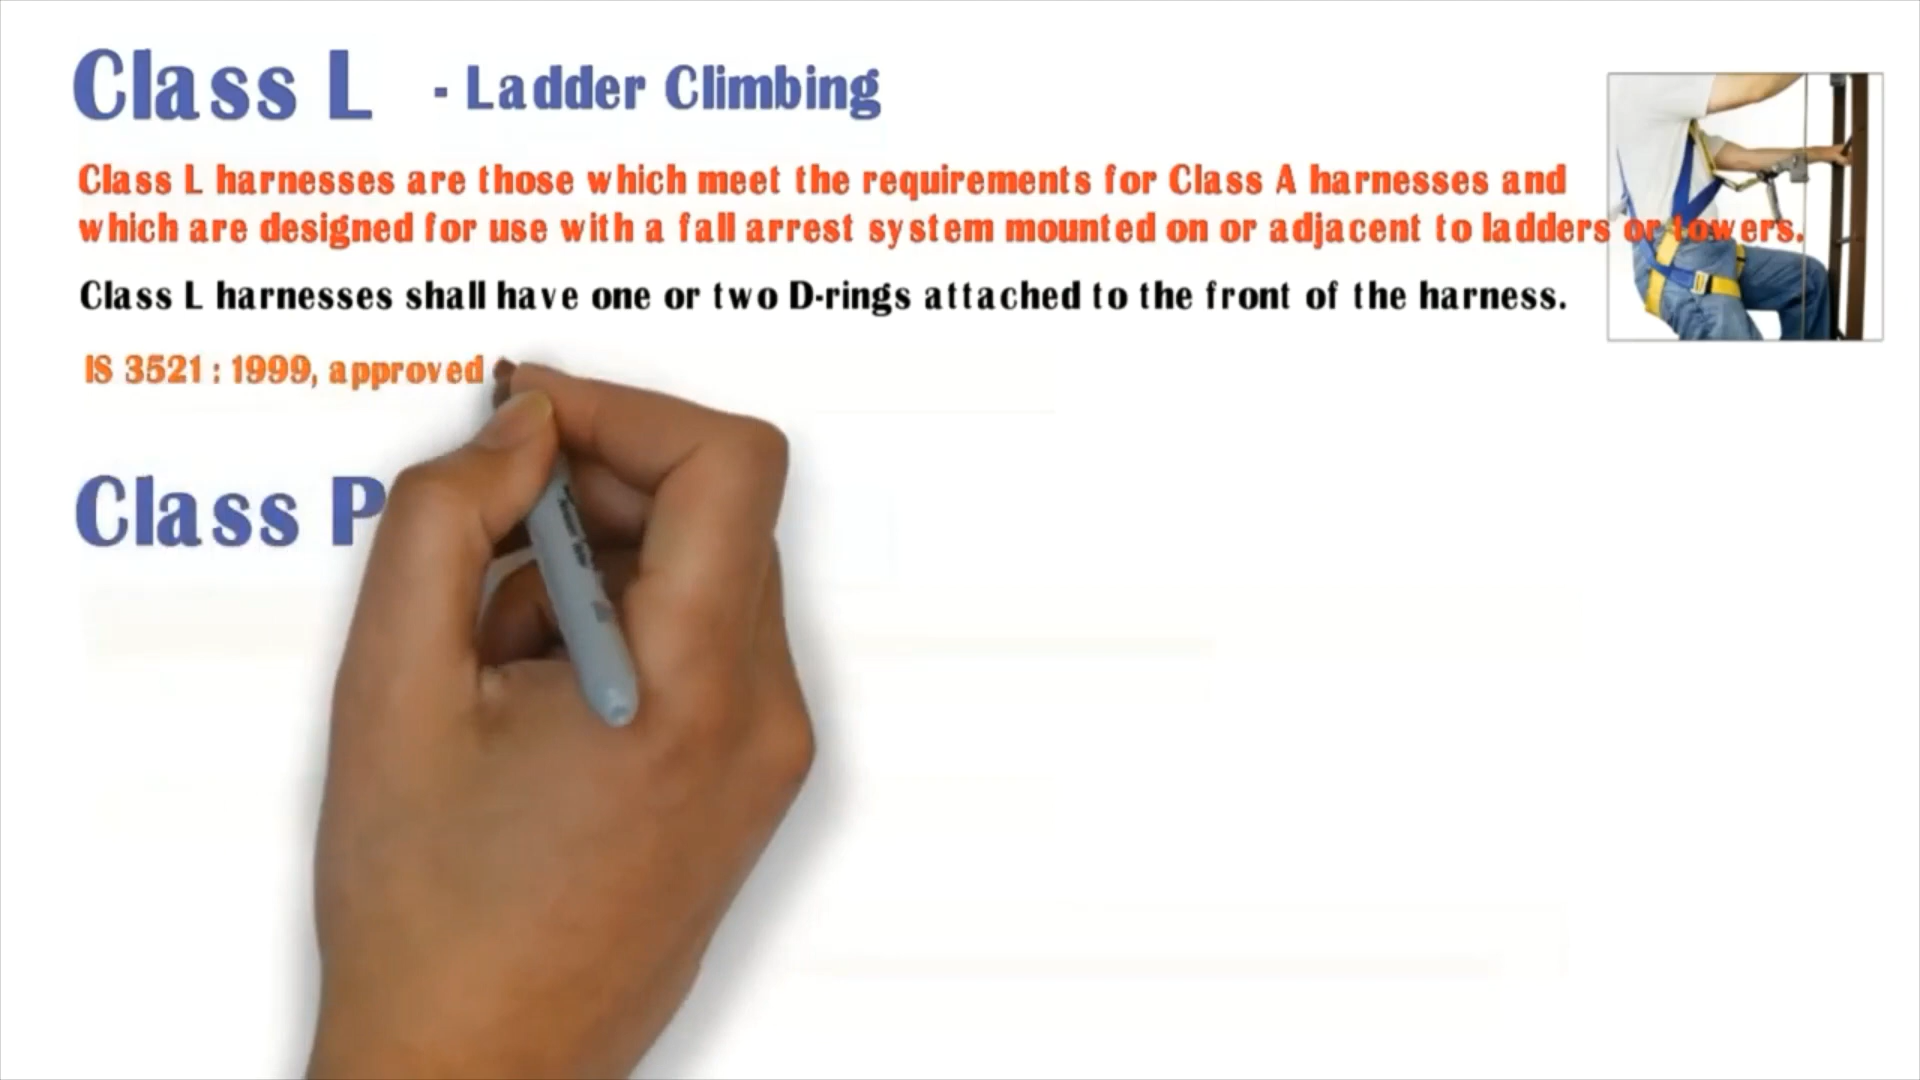 Class L - Ladder Climbing
Class L harnesses are those which meet the requirements for Class A harnesses and
which are designed for use with a fall arrest system mounted on or adjacent to ladders or towers.
Class L harnesses shall have one or two D-rings attached to the front of the harness.
IS 3521 : 1999, approved
Class P